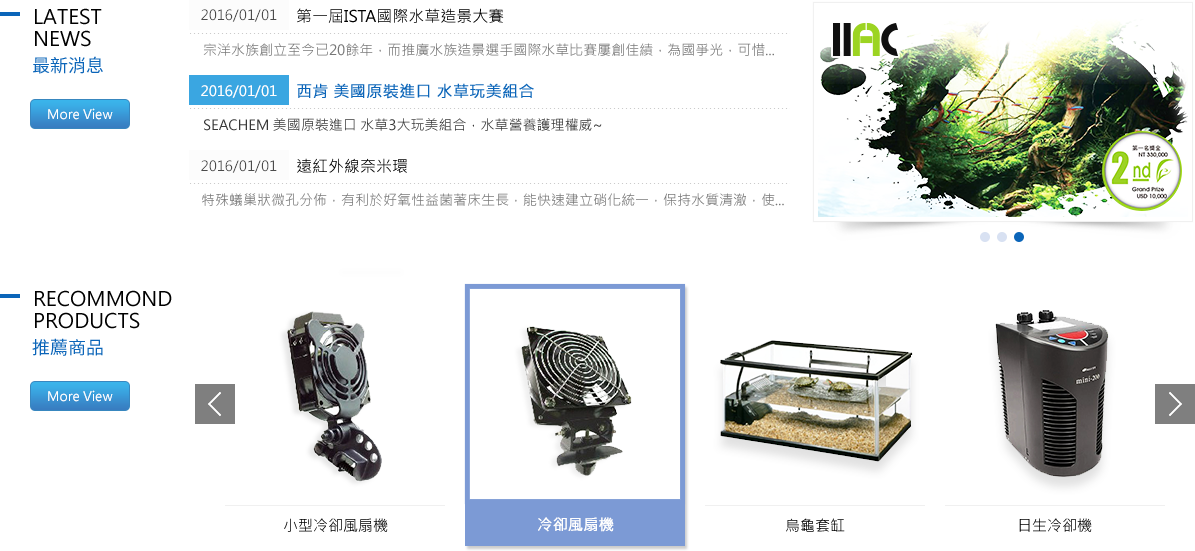 LATEST
NEWS
最新消息
More View
2016/01/01 第一屆ISTA國際水草造景大賽
宗洋水族創立至今已20餘年，而推廣水族造景選手國際水草比賽屢創佳績，為國爭光，可惜...
2016/01/01 西肯 美國原裝進口 水草玩美組合
SEACHEM 美國原裝進口 水草3大玩美組合，水草營養護理權威~
2016/01/01 遠紅外線奈米環
特殊蟻巢狀微孔分佈，有利於好氧性益菌著床生長，能快速建立硝化統一，保持水質清澈，使...
IIAC
第一名獎金
NT 330,000
2nd
Grand Prize
USD 10,000
RECOMMOND
PRODUCTS
推薦商品
More View
mini-200
小型冷卻風扇機
冷卻風扇機
烏龜套缸
日生冷卻機